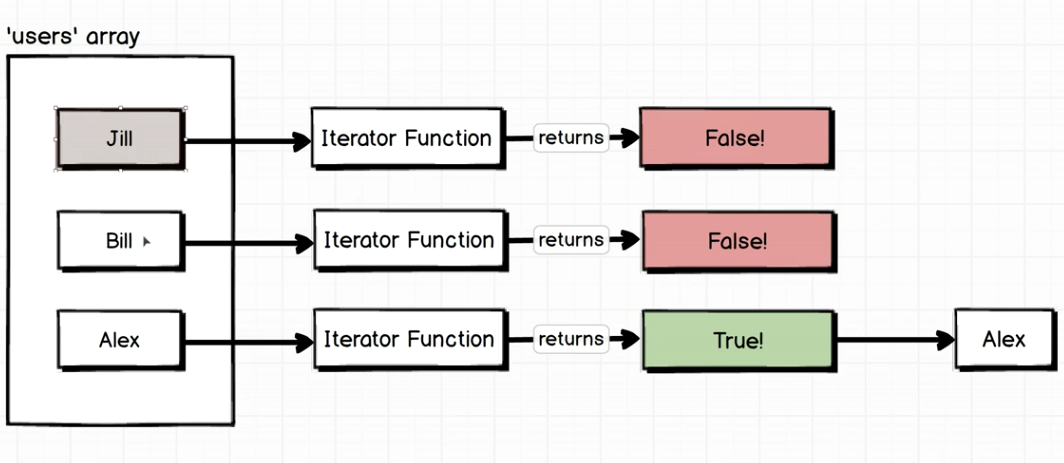 'users' array
Jill
Iterator Function
returns
False!
Bill
Iterator Function
returns
False!
Alex
Iterator Function
returns
True!
Alex